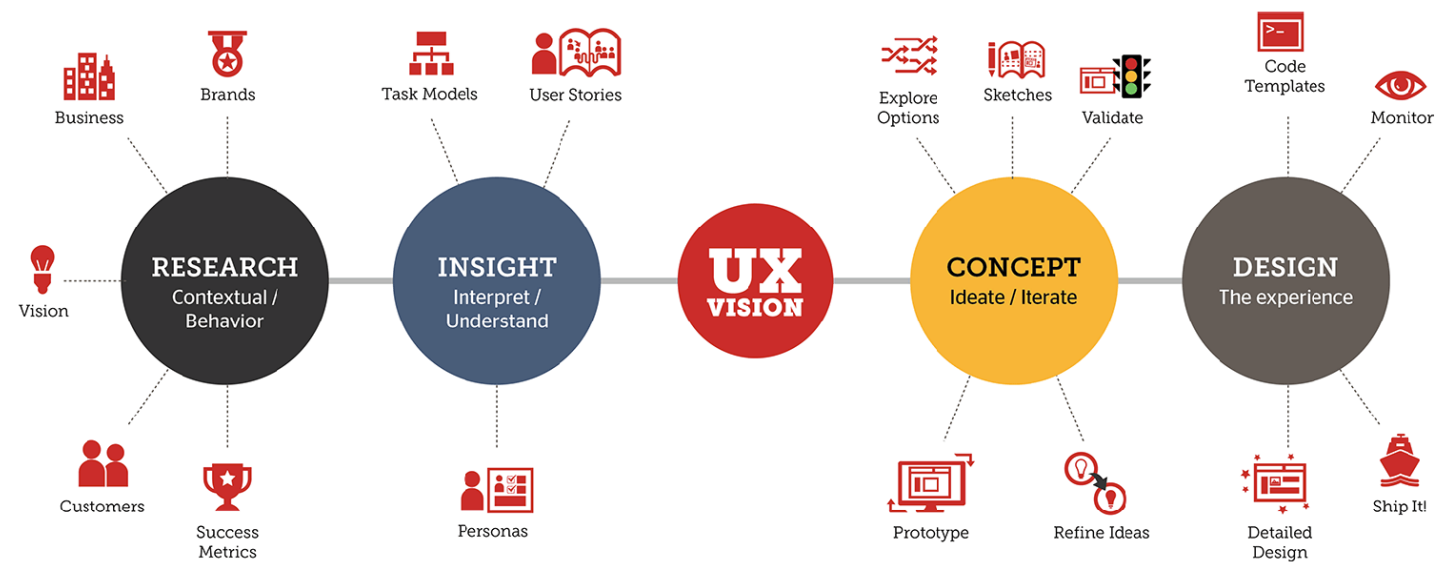 Business
Brands
Vision
RESEARCH
Contextual /
Behavior
Customers
Success
Metrics
Task Models
User Stories
INSIGHT
Interpret /
Understand
Personas
UX
VISION
Explore
Options
Sketches
Validate
CONCEPT
Ideate / Iterate
Prototype
Refine Ideas
>_
Code
Templates
Monitor
DESIGN
The experience
Detailed
Design
Ship It!